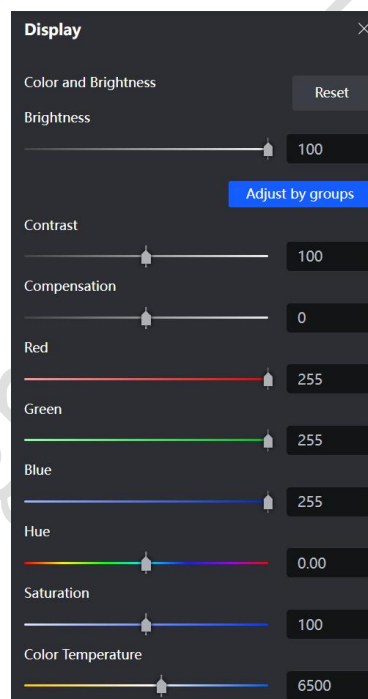 Display
Color and Brightness
Reset
Brightness
100
Adjust by groups
Contrast
100
Compensation
0
Red
255
Green
255
Blue
255
Hue
0.00
Saturation
100
Color Temperature
6500